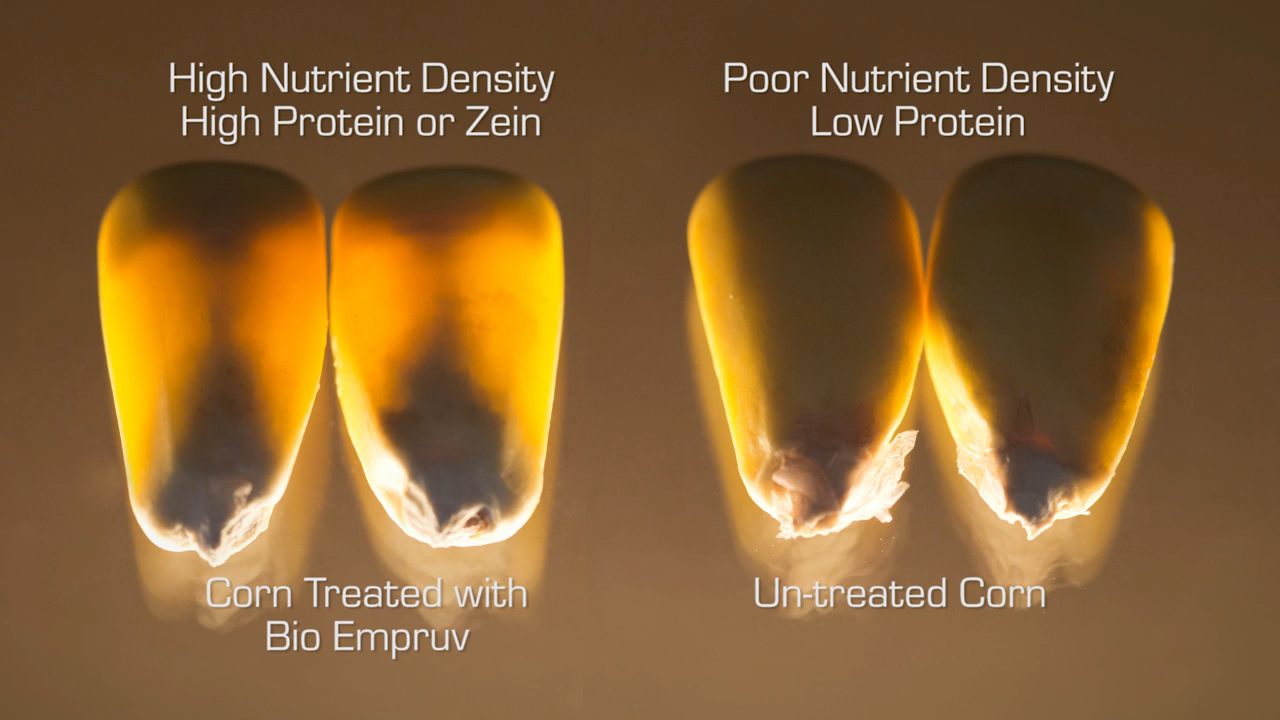 High Nutrient Density
High Protein or Zein
Poor Nutrient Density
Low Protein
Corn Treated with
Bio Empruv
Un-treated Corn